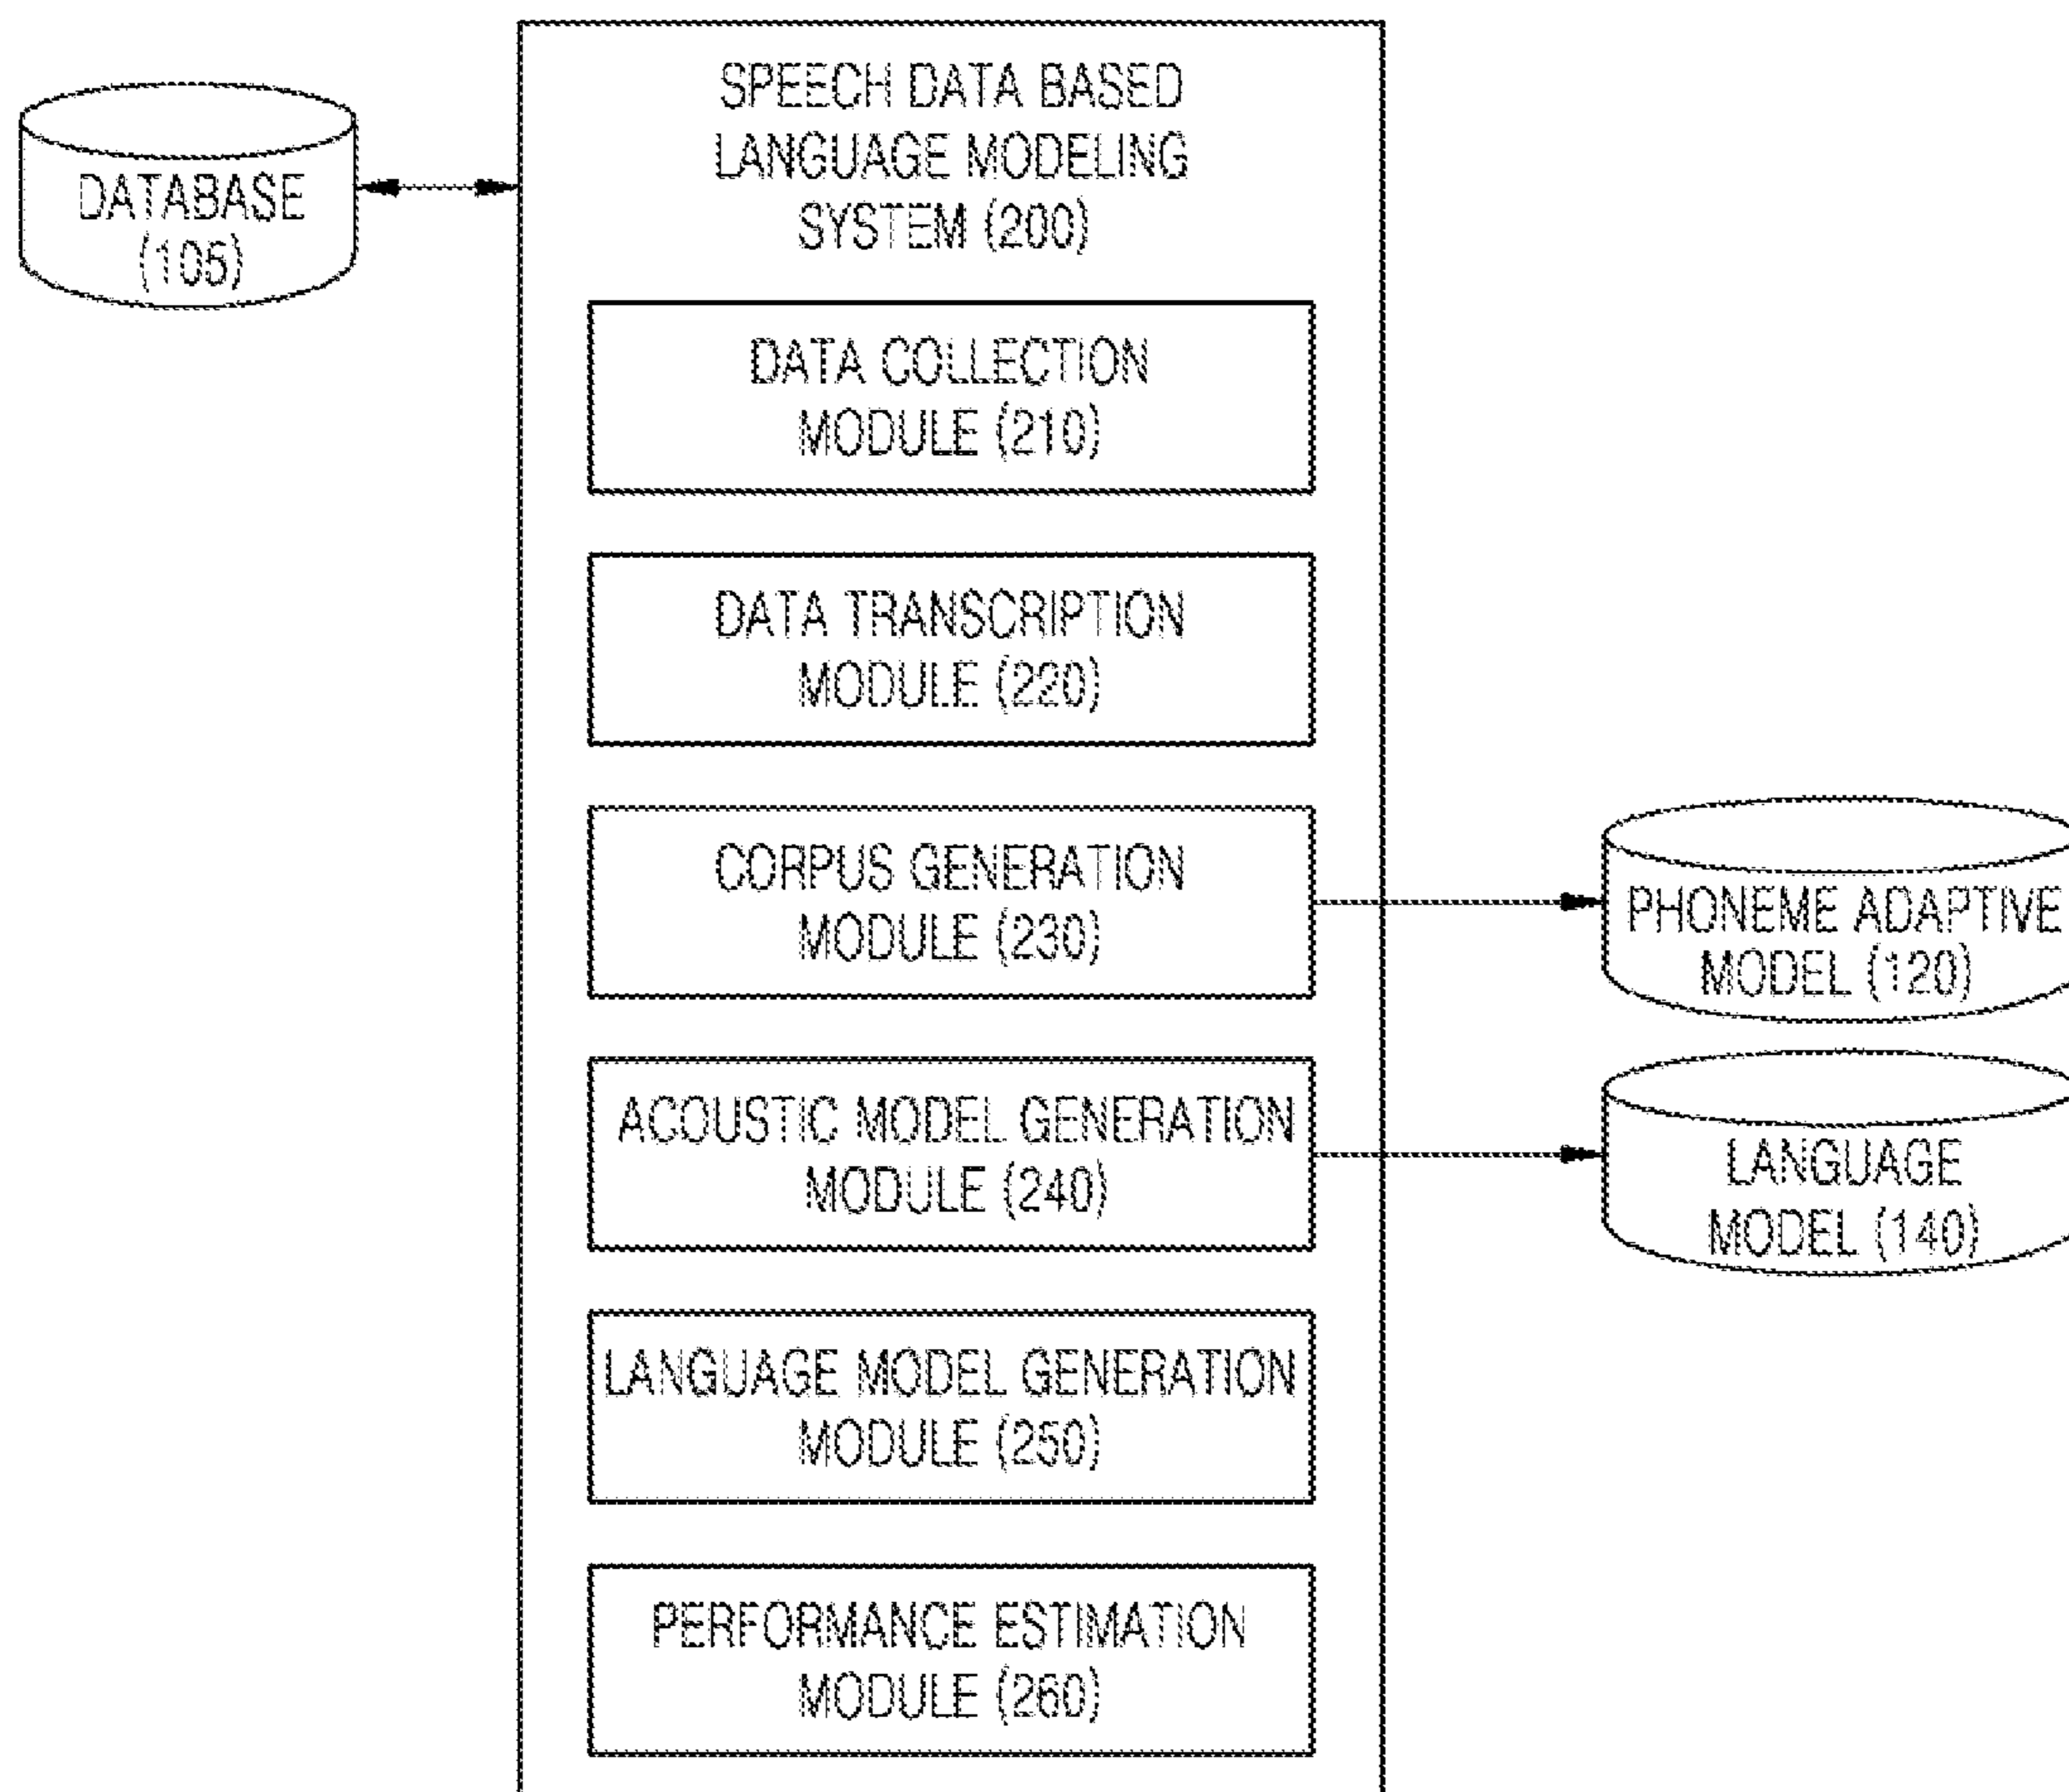 SPEECH DATA BASED
LANGUAGE MODELING
SYSTEM (200)
DATABASE
(105)
DATA COLLECTION
MODULE (210)
DATA TRANSCRIPTION
MODULE (220)
CORPUS GENERATION
MODULE (230)
PHONEME ADAPTIVE
MODEL (120)
ACOUSTIC MODEL GENERATION
MODULE (240)
LANGUAGE
MODEL (140)
LANGUAGE MODEL GENERATION
MODULE (250)
PERFORMANCE ESTIMATION
MODULE (260)